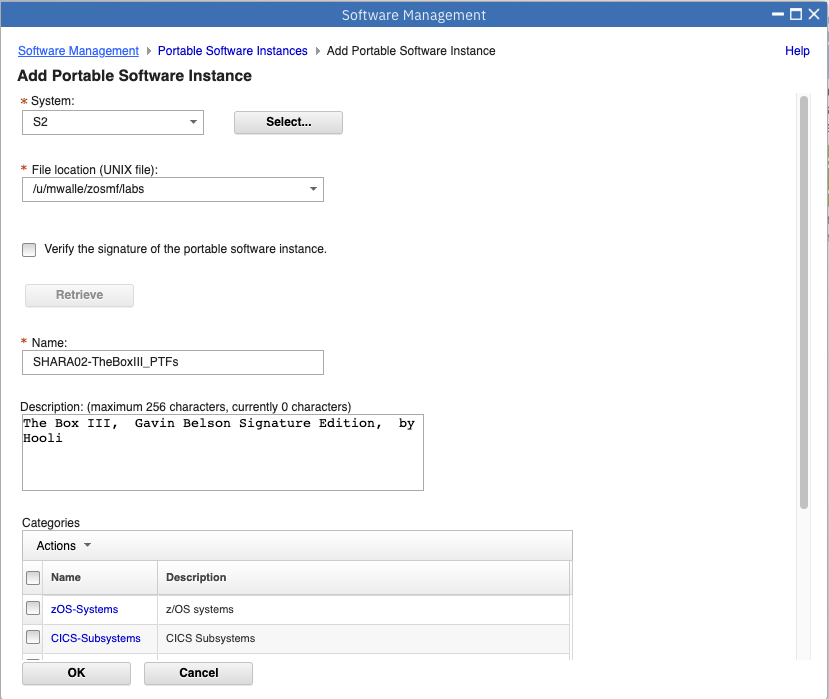 Software Management
Software Management Portable Software Instances Add Portable Software Instance Help
Add Portable Software Instance
* System:
S2 Select...
* File location (UNIX file):
/u/mwalle/zosmf/labs
Verify the signature of the portable software instance.
Retrieve
* Name:
SHARA02-TheBoxIII_PTFs
Description: (maximum 256 characters, currently 0 characters)
The Box III,  Gavin Belson Signature Edition,  by
Hooli
Categories
Actions
Name Description
zOS-Systems z/OS systems
CICS-Subsystems CICS Subsystems
OK Cancel